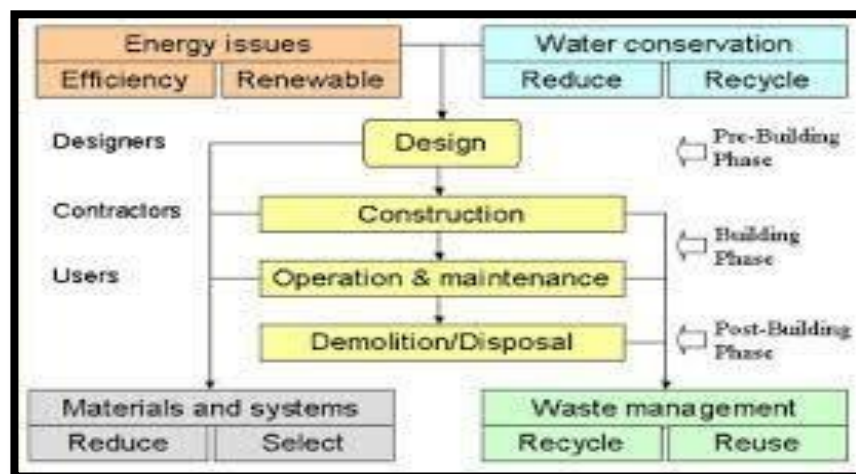 Energy issues
Efficiency Renewable
Water conservation
Reduce Recycle
Designers
Design
Pre-Building
Phase
Contractors
Construction
Building
Phase
Users
Operation & maintenance
Demolition/Disposal
Post-Building
Phase
Materials and systems
Reduce Select
Waste management
Recycle Reuse